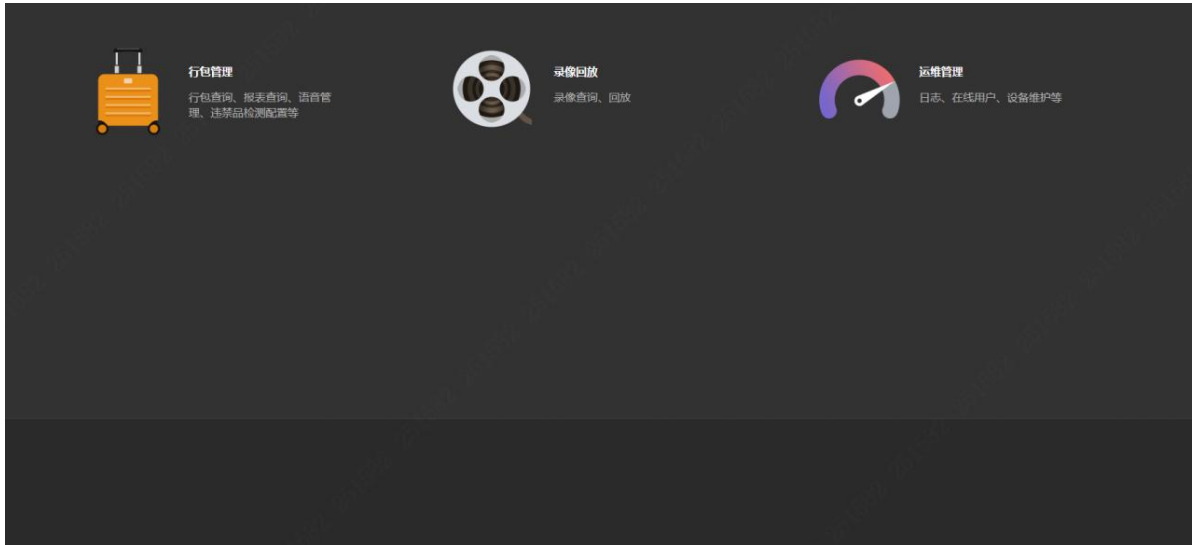 行包管理
行包查询、报表查询、语音管
理、违禁品检测配置等
录像回放
录像查询、回放
运维管理
日志、在线用户、设备维护等